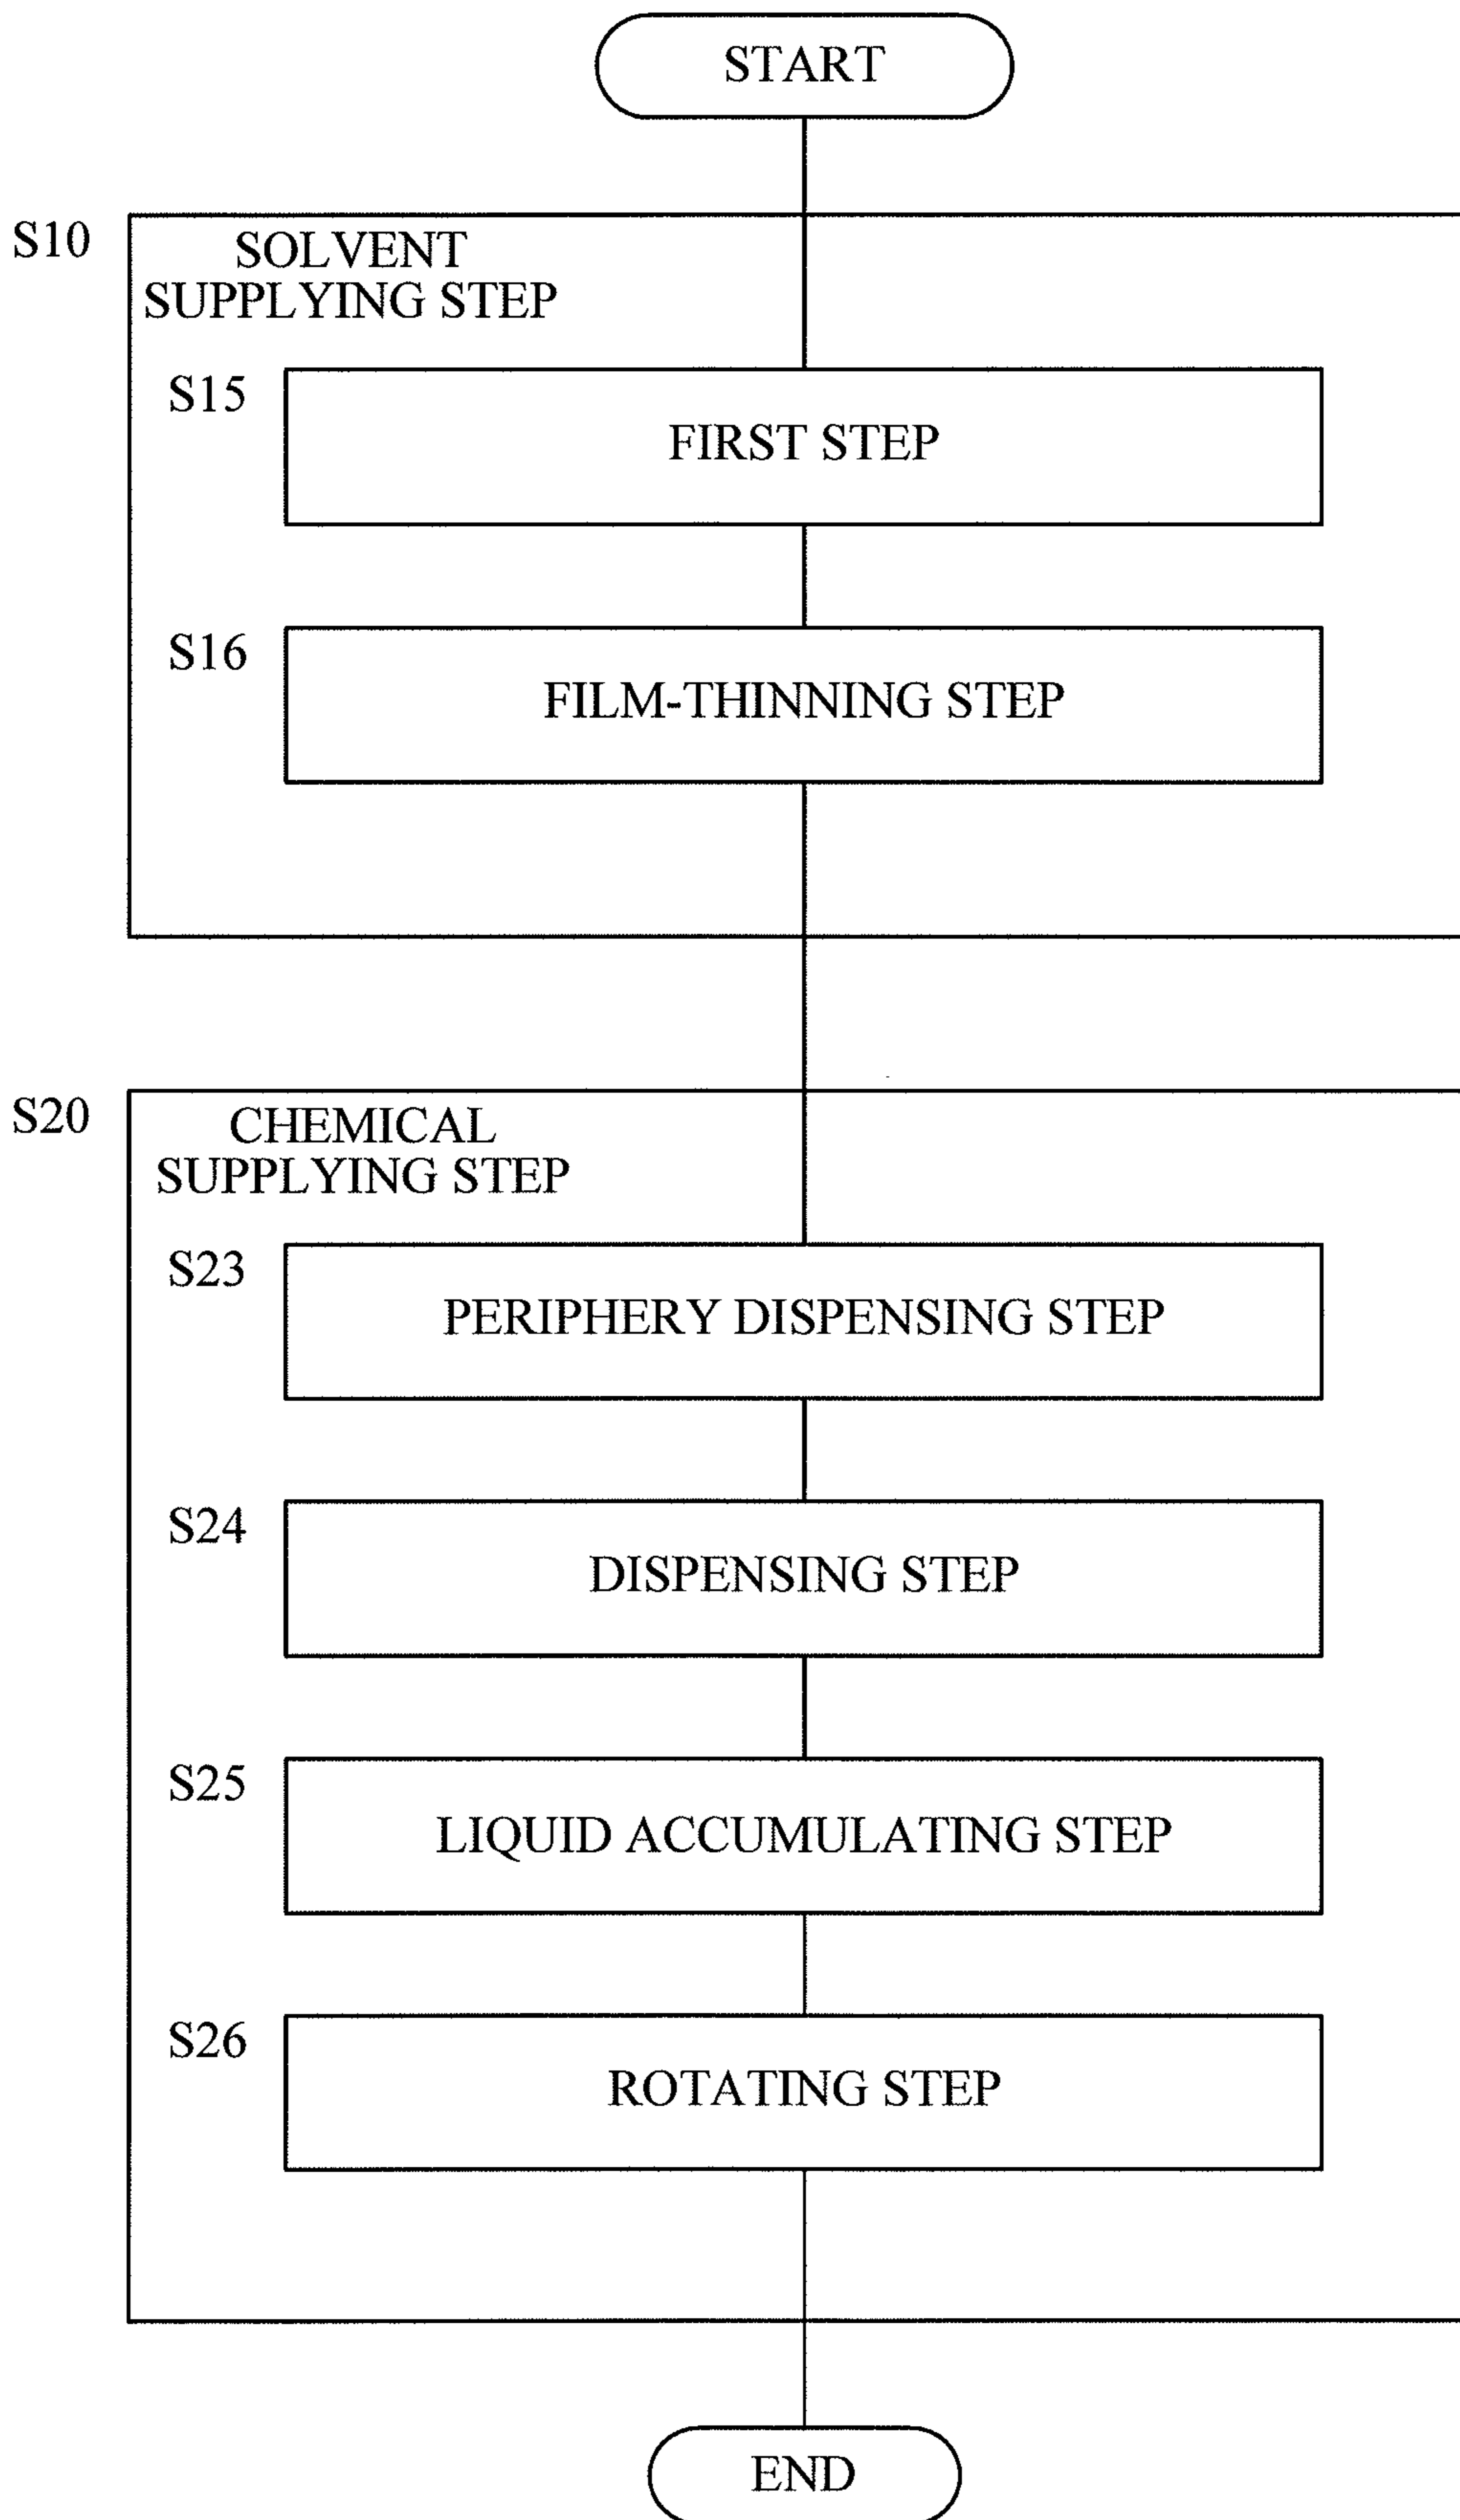 START
S10
SOLVENT
SUPPLYING STEP
S15
FIRST STEP
S16
FILM-THINNING STEP
S20
CHEMICAL
SUPPLYING STEP
S23
PERIPHERY DISPENSING STEP
S24
DISPENSING STEP
S25
LIQUID ACCUMULATING STEP
S26
ROTATING STEP
END